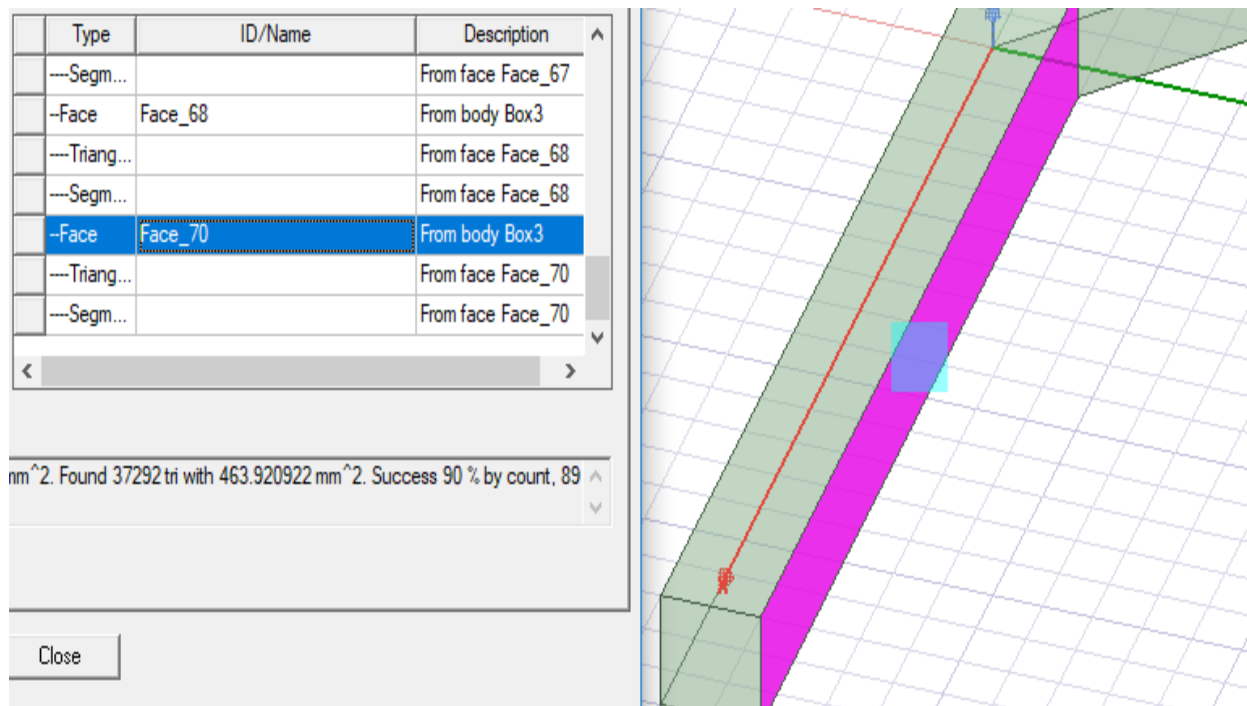 Type ID/Name Description
----Segm... From face Face_67
--Face Face_68 From body Box3
----Triang... From face Face_68
----Segm... From face Face_68
--Face Face_70 From body Box3
----Triang... From face Face_70
----Segm... From face Face_70
mm^2. Found 37292 tri with 463.920922 mm^2. Success 90 % by count, 89
Close